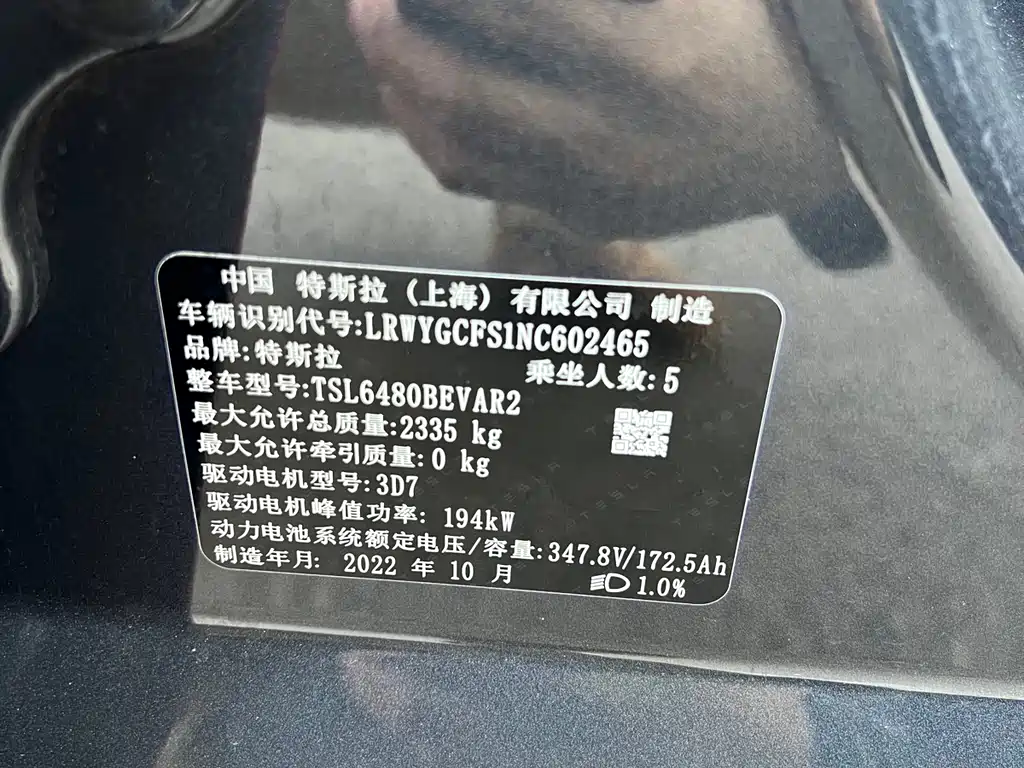 中国 特斯拉（上海）有限公司 制造
车辆识别代号:LRWYGCFS1NC602465
品牌:特斯拉 乘坐人数:5
整车型号:TSL6480BEVAR2
最大允许总质量:2335 kg
最大允许牵引质量:0 kg
驱动电机型号:3D7
驱动电机峰值功率: 194kW
动力电池系统额定电压/容量:347.8V/172.5Ah
制造年月: 2022 年 10 月 1.0%